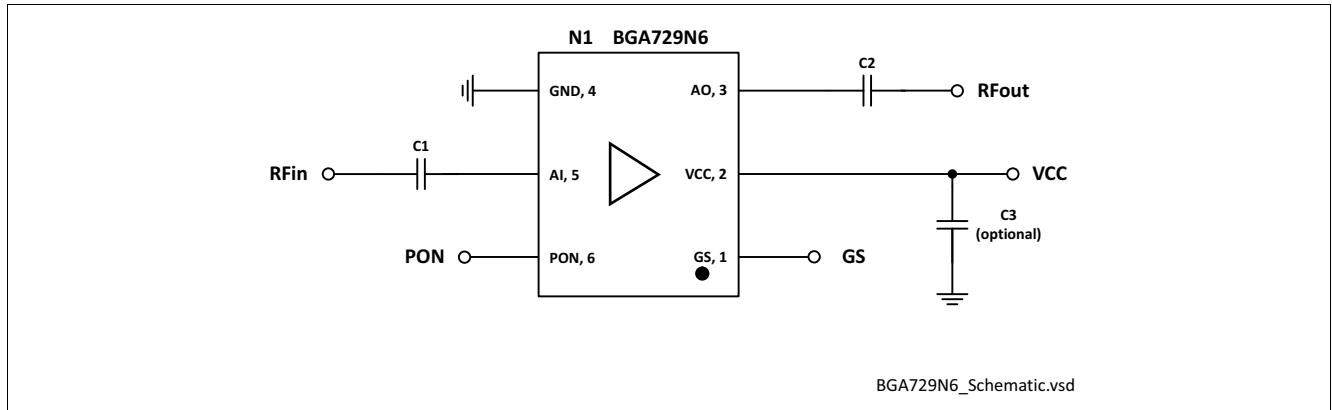 N1 BGA729N6
C2
GND, 4
AO, 3
RFout
C1
RFin
AI, 5
VCC, 2
VCC
C3
(optional)
PON
PON, 6
GS, 1
GS
BGA729N6_Schematic.vsd